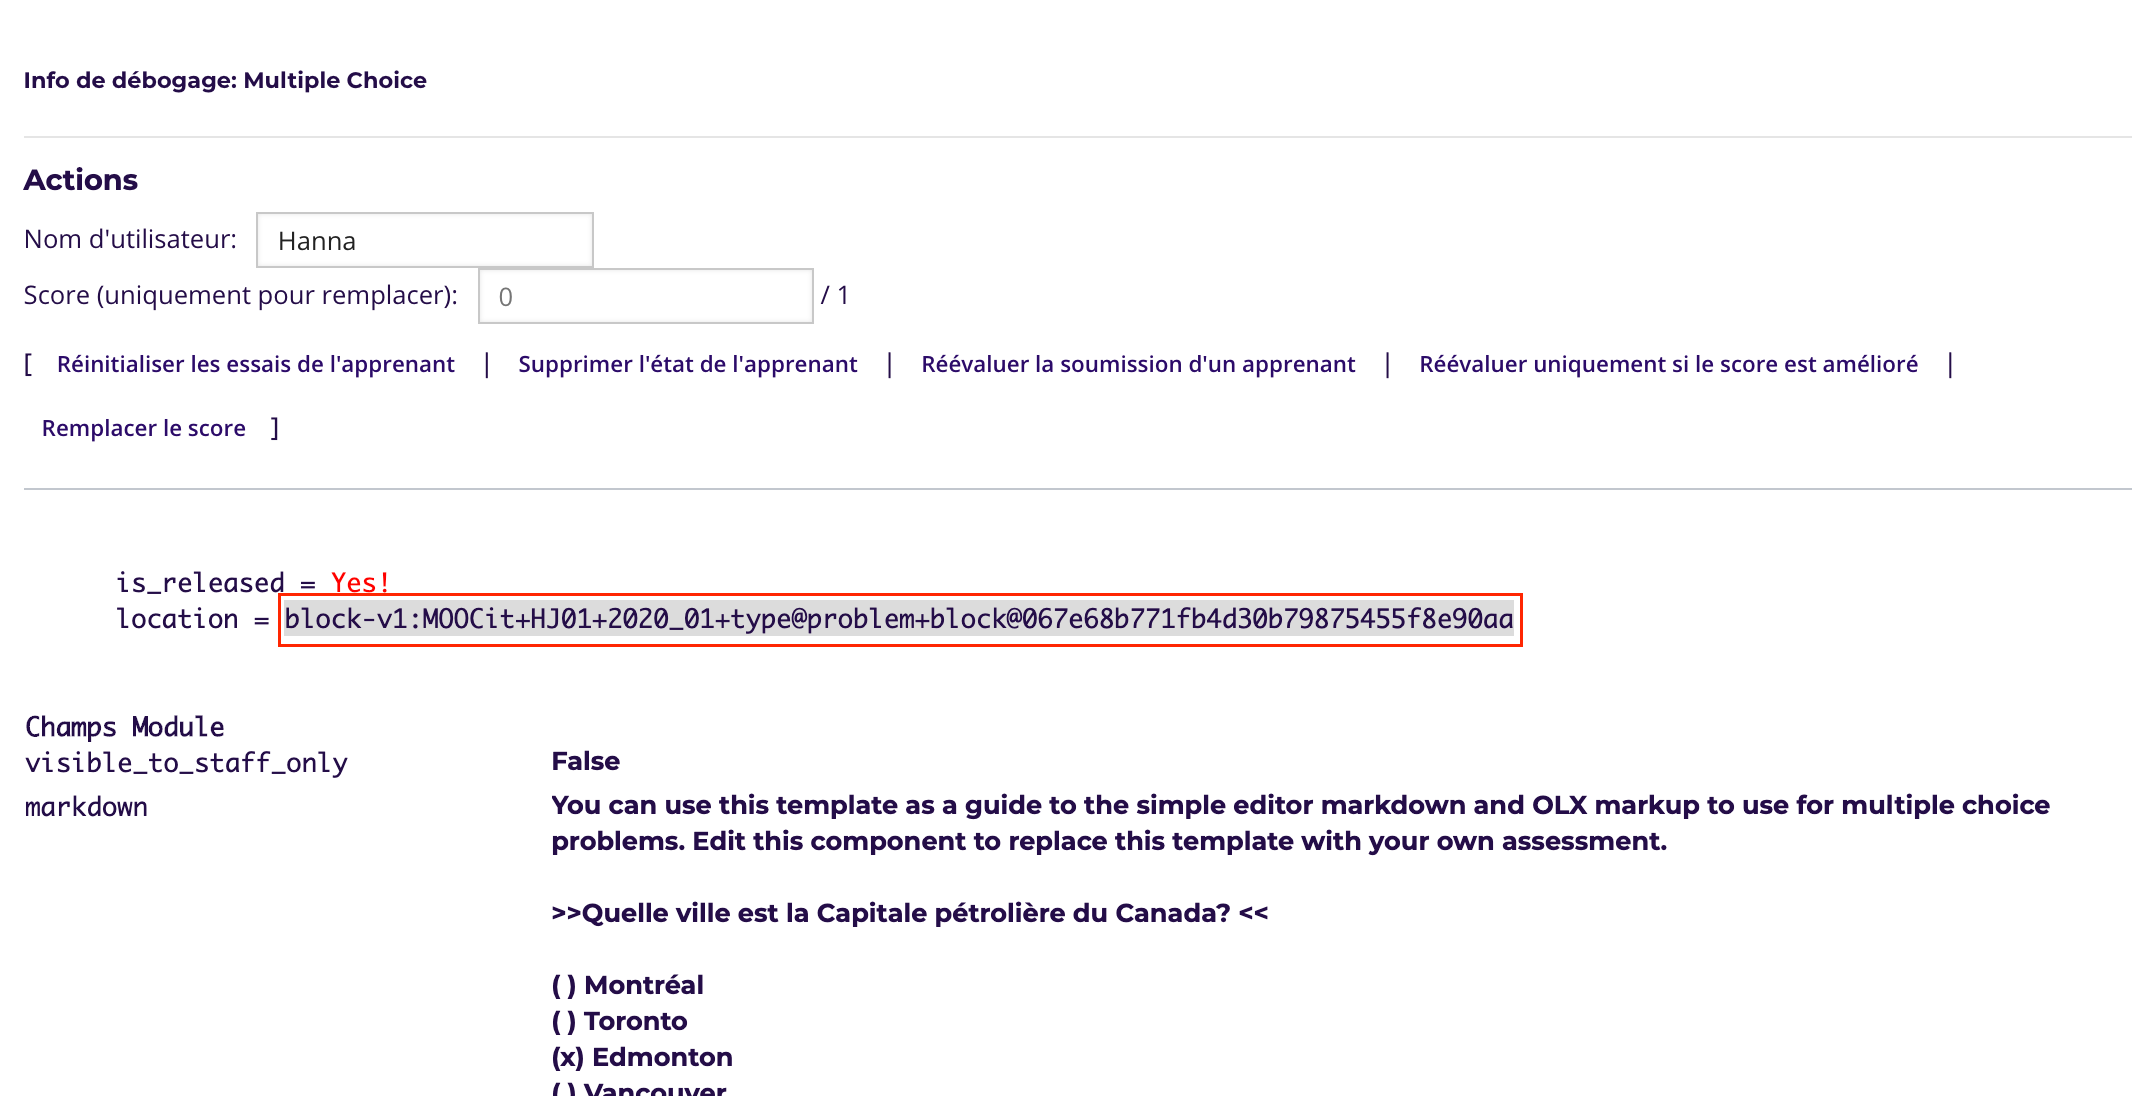 Info de débogage: Multiple Choice
Actions
Nom d'utilisateur: Hanna
Score (uniquement pour remplacer): 0 / 1
[ Réinitialiser les essais de l'apprenant | Supprimer l'état de l'apprenant | Réévaluer la soumission d'un apprenant | Réévaluer uniquement si le score est amélioré |
Remplacer le score ]
is_released = Yes!
location = block-v1:MOOCit+HJ01+2020_01+type@problem+block@067e68b771fb4d30b79875455f8e90aa
Champs Module
visible_to_staff_only False
markdown You can use this template as a guide to the simple editor markdown and OLX markup to use for multiple choice
problems. Edit this component to replace this template with your own assessment.
>>Quelle ville est la Capitale pétrolière du Canada? <<
( ) Montréal
( ) Toronto
(x) Edmonton
( ) Vancouver